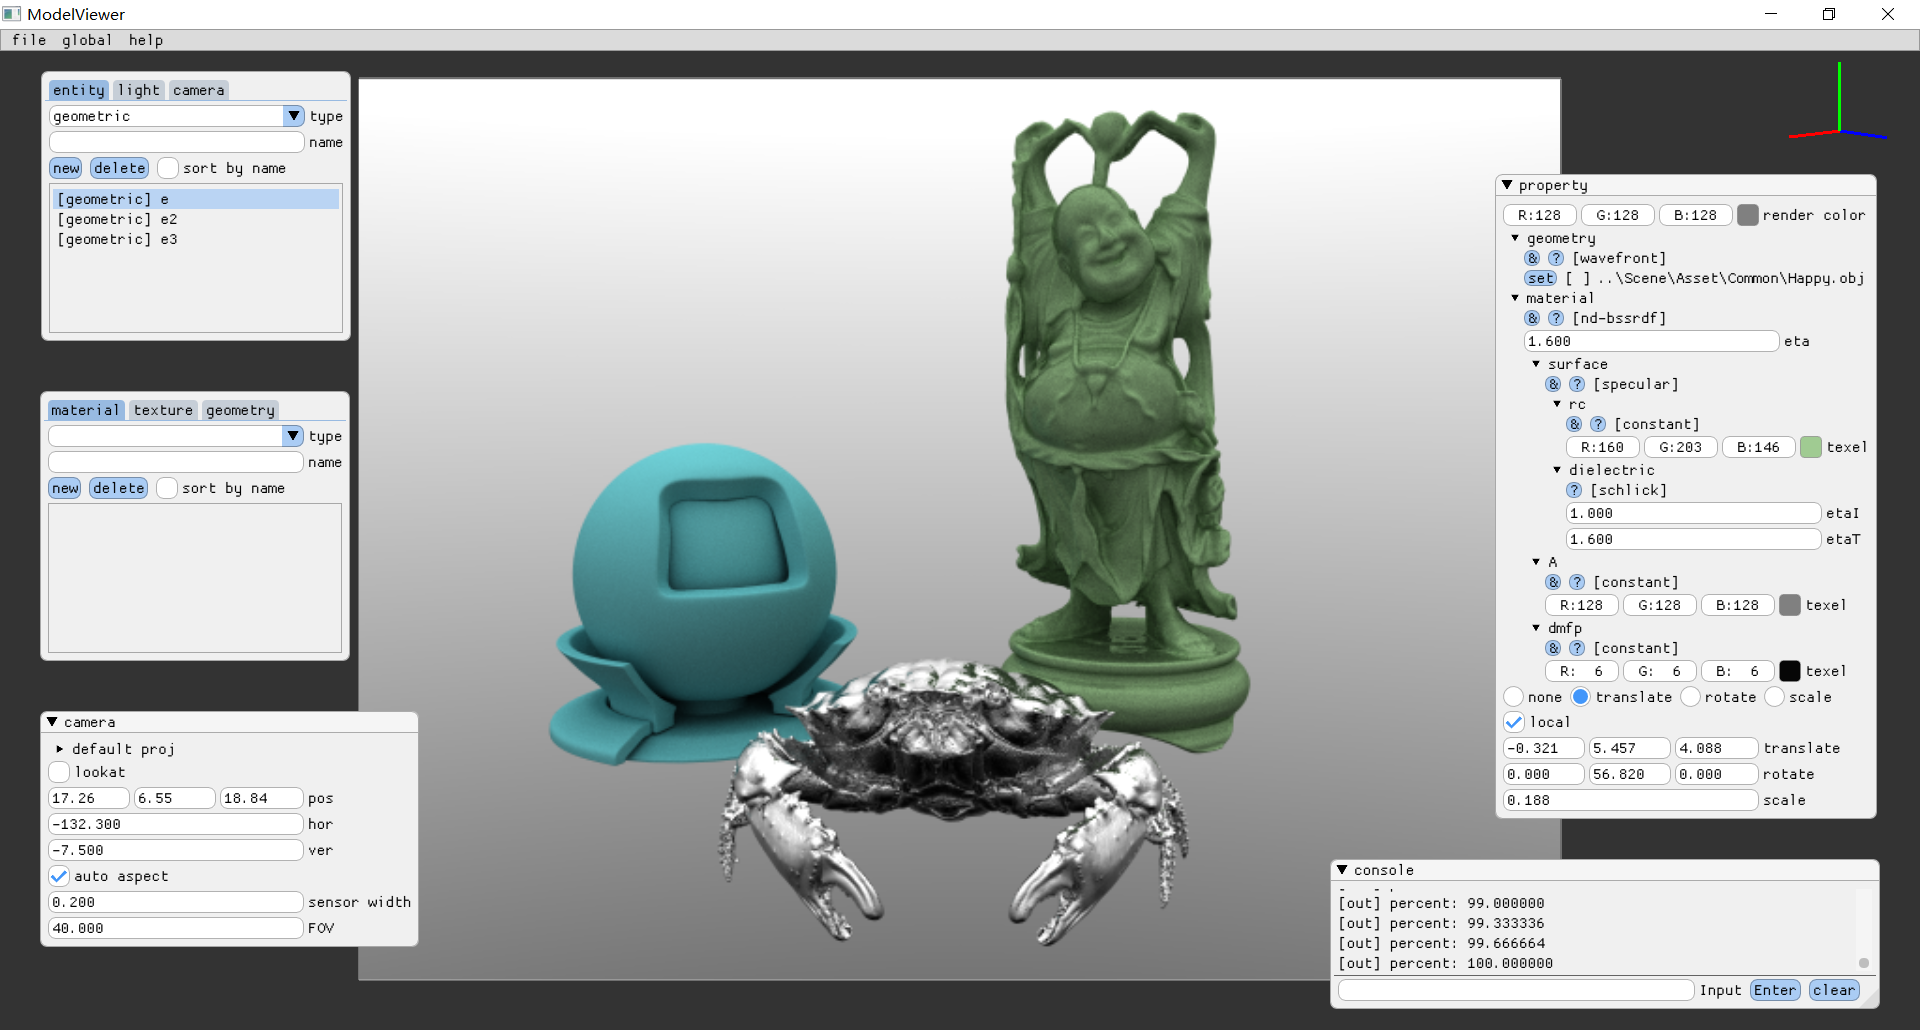 ModelViewer
file global help
entity light camera
geometric type
name
new delete sort by name
[geometric] e
[geometric] e2
[geometric] e3
material texture geometry
type
name
new delete sort by name
camera
default proj
lookat
17.26 6.55 18.84 pos
-132.300 hor
-7.500 ver
auto aspect
0.200 sensor width
40.000 FOV
property
R:128 G:128 B:128 render color
geometry
& ? [wavefront]
set [ ] ..\Scene\Asset\Common\Happy.obj
material
& ? [nd-bssrdf]
1.600 eta
surface
& ? [specular]
rc
& ? [constant]
R:160 G:203 B:146 texel
dielectric
? [schlick]
1.000 etaI
1.600 etaT
A
& ? [constant]
R:128 G:128 B:128 texel
dmfp
& ? [constant]
R: 6 G: 6 B: 6 texel
none translate rotate scale
local
-0.321 5.457 4.088 translate
0.000 56.820 0.000 rotate
0.188 scale
console
[out] percent: 99.000000
[out] percent: 99.333336
[out] percent: 99.666664
[out] percent: 100.000000
Input Enter clear